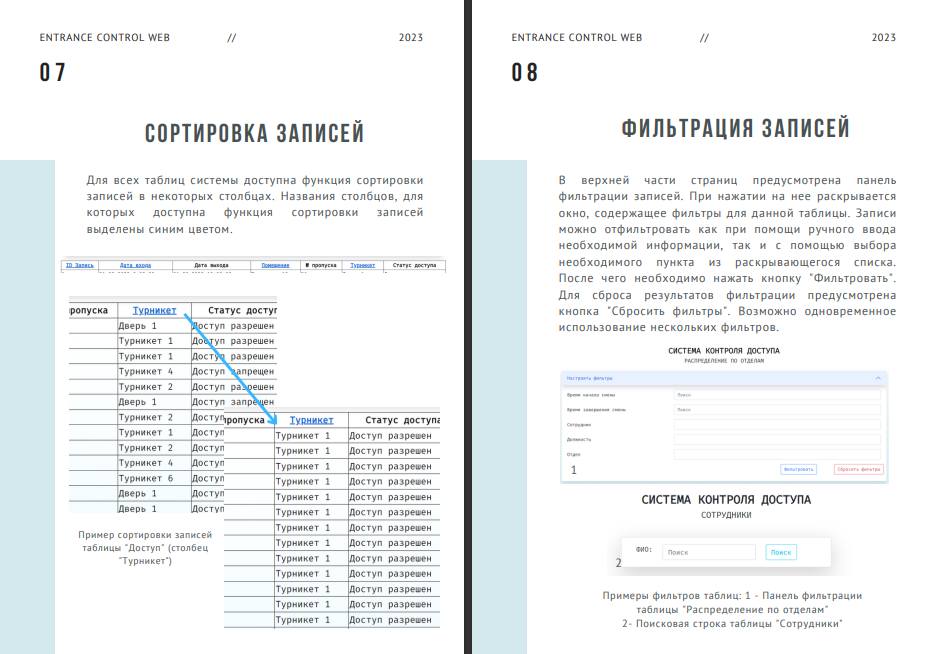 ENTRANCE CONTROL WEB // 2023
07
СОРТИРОВКА ЗАПИСЕЙ
Для всех таблиц системы доступна функция сортировки
записей в некоторых столбцах. Названия столбцов, для
которых доступна функция сортировки записей
выделены синим цветом.
ID Запись Дата входа Дата выхода Помещение № пропуска Турникет Статус доступа
пропуска Турникет Статус доступ
Дверь 1 Доступ разрешен
Турникет 1 Доступ разрешен
Турникет 1 Доступ разрешен
Турникет 4 Доступ запрещен
Турникет 2 Доступ разрешен
Дверь 1 Доступ запрещен
Турникет 2 Доступ
Турникет 1 Доступ
Турникет 2 Доступ
Турникет 4 Доступ
Турникет 6 Доступ
Дверь 1 Доступ
Дверь 1 Доступ
пропуска Турникет Статус доступа
Турникет 1 Доступ разрешен
Турникет 1 Доступ разрешен
Турникет 1 Доступ разрешен
Турникет 1 Доступ разрешен
Турникет 1 Доступ разрешен
Турникет 1 Доступ разрешен
Турникет 1 Доступ разрешен
Турникет 1 Доступ разрешен
Турникет 1 Доступ разрешен
Турникет 1 Доступ разрешен
Турникет 1 Доступ разрешен
Турникет 1 Доступ разрешен
Турникет 1 Доступ разрешен
Пример сортировки записей
таблицы "Доступ" (столбец
"Турникет")
ENTRANCE CONTROL WEB // 2023
08
ФИЛЬТРАЦИЯ ЗАПИСЕЙ
В верхней части страниц предусмотрена панель
фильтрации записей. При нажатии на нее раскрывается
окно, содержащее фильтры для данной таблицы. Записи
можно отфильтровать как при помощи ручного ввода
необходимой информации, так и с помощью выбора
необходимого пункта из раскрывающегося списка.
После чего необходимо нажать кнопку "Фильтровать".
Для сброса результатов фильтрации предусмотрена
кнопка "Сбросить фильтры". Возможно одновременное
использование нескольких фильтров.
СИСТЕМА КОНТРОЛЯ ДОСТУПА
РАСПРЕДЕЛЕНИЕ ПО ОТДЕЛАМ
Настроить фильтры
Время начала смены Поиск
Время завершения смены Поиск
Сотрудник
Должность
Отдел
1 Фильтровать Сбросить фильтры
СИСТЕМА КОНТРОЛЯ ДОСТУПА
СОТРУДНИКИ
ФИО: Поиск Поиск
2
Примеры фильтров таблиц: 1 - Панель фильтрации
таблицы "Распределение по отделам"
2- Поисковая строка таблицы "Сотрудники"